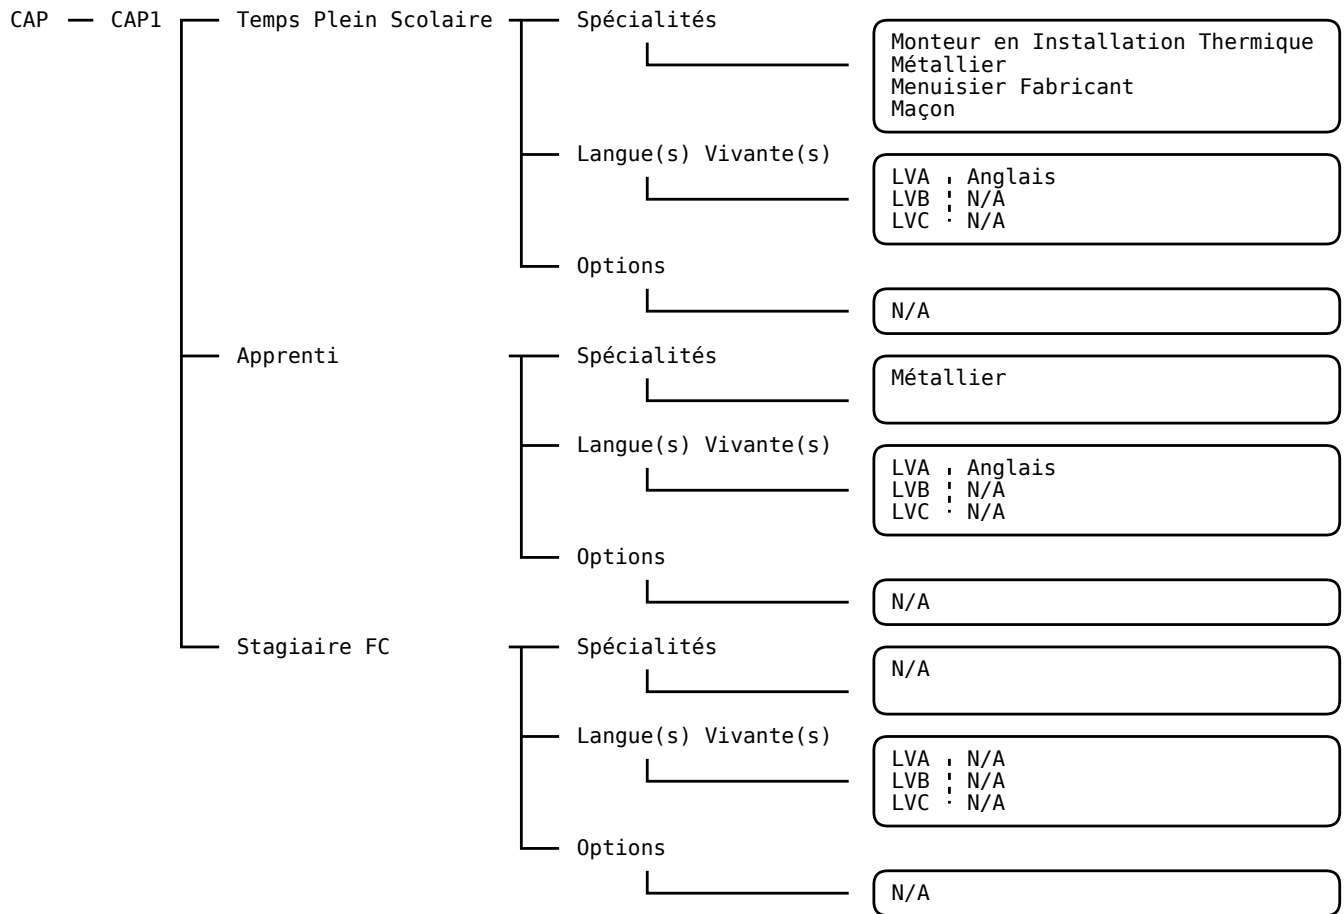 CAP CAP1 Temps Plein Scolaire Spécialités
Monteur en Installation Thermique
Métallier
Menuisier Fabricant
Maçon
Langue(s) Vivante(s)
LVA Anglais
LVB N/A
LVC N/A
Options
N/A
Apprenti Spécialités
Métallier
Langue(s) Vivante(s)
LVA Anglais
LVB N/A
LVC N/A
Options
N/A
Stagiaire FC Spécialités
N/A
Langue(s) Vivante(s)
LVA N/A
LVB N/A
LVC N/A
Options
N/A